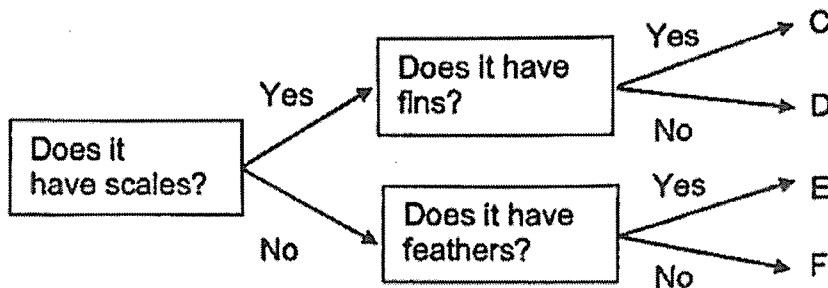 Does it
have scales?
Yes
No
Does it have
fins?
Yes
C
No
D
Does it have
feathers?
Yes
E
No
F